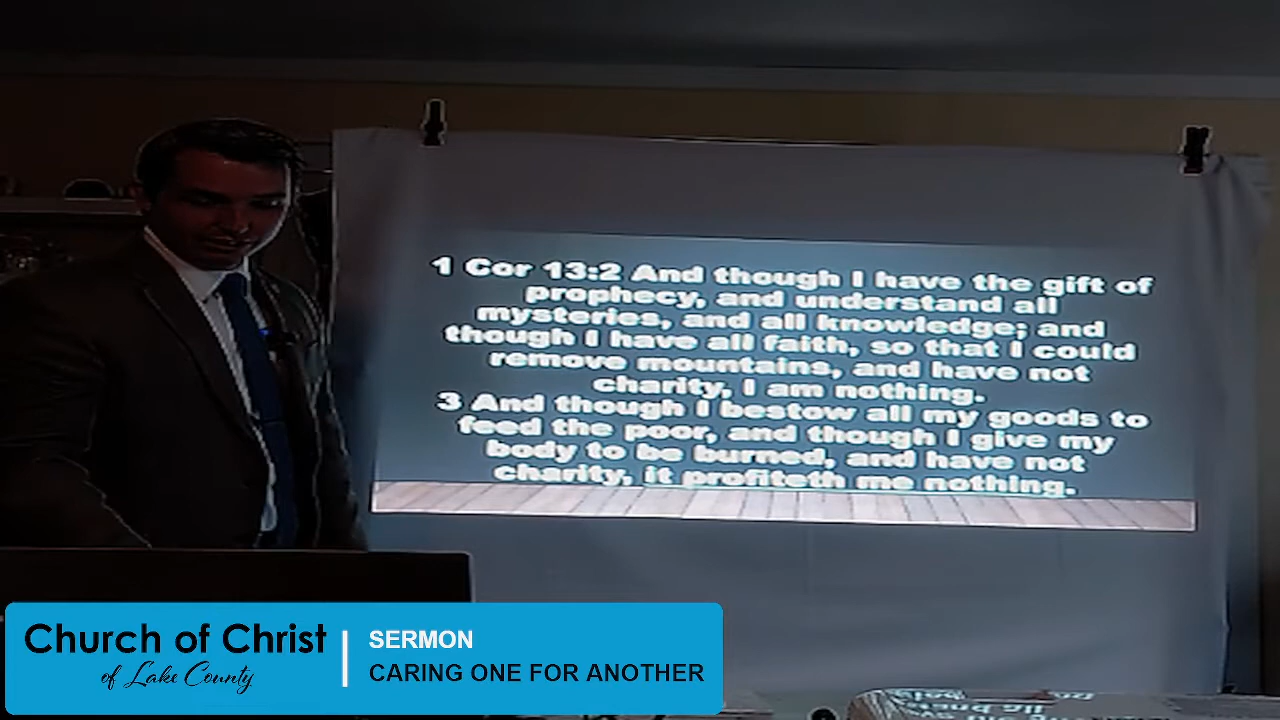 1 Cor 13:2 And though I have the gift of
prophecy, and understand all
mysteries, and all knowledge; and
though I have all faith, so that I could
remove mountains, and have not
charity, I am nothing.
3 And though I bestow all my goods to
feed the poor, and though I give my
body to be burned, and have not
charity, it profiteth me nothing.
Church of Christ
of Lake County
SERMON
CARING ONE FOR ANOTHER